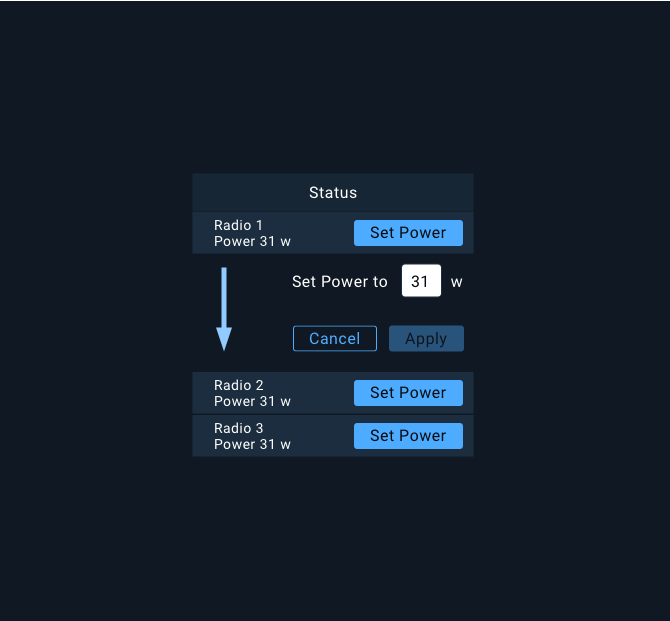 Status
Radio 1
Power 31 w
Set Power
Set Power to 31 w
Cancel
Apply
Radio 2
Power 31 w
Set Power
Radio 3
Power 31 w
Set Power